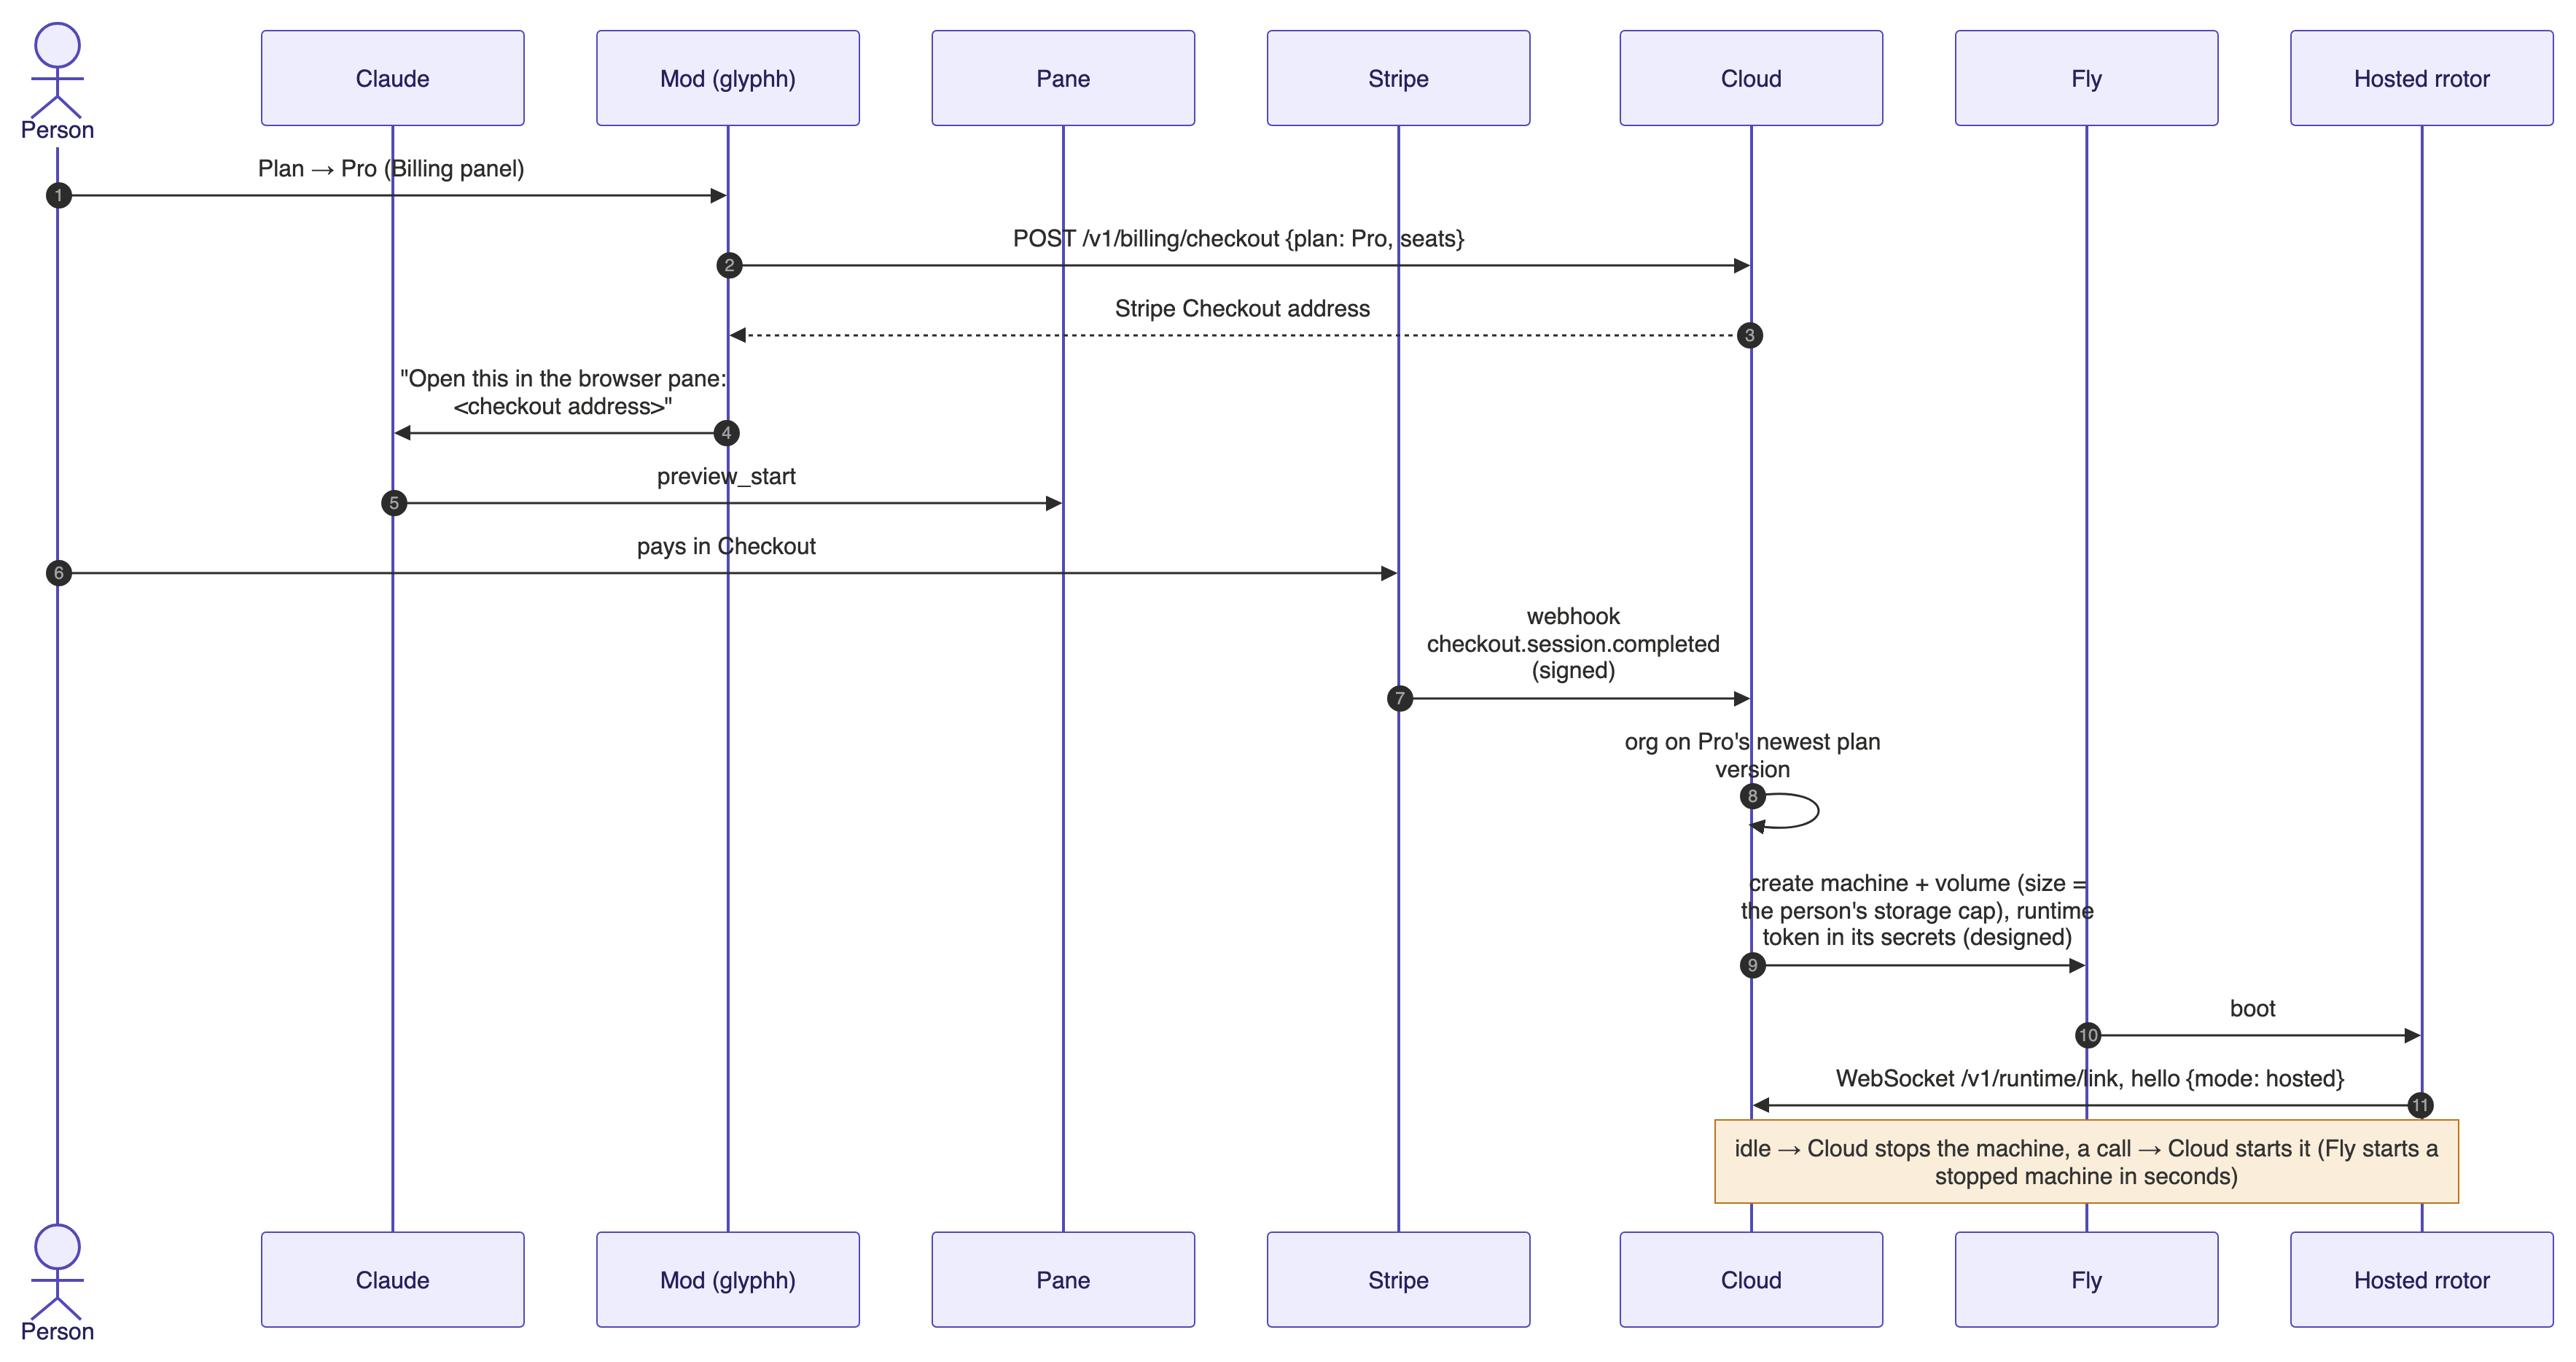 Person
Claude
Mod (glyphh)
Pane
Stripe
Cloud
Fly
Hosted rrotor
Plan → Pro (Billing panel)
1
POST /v1/billing/checkout {plan: Pro, seats}
2
Stripe Checkout address
3
"Open this in the browser pane:
<checkout address>"
4
preview_start
5
pays in Checkout
6
webhook
checkout.session.completed
(signed)
7
org on Pro's newest plan
version
8
create machine + volume (size =
the person's storage cap), runtime
token in its secrets (designed)
9
boot
10
WebSocket /v1/runtime/link, hello {mode: hosted}
11
idle → Cloud stops the machine, a call → Cloud starts it (Fly starts a
stopped machine in seconds)
Person
Claude
Mod (glyphh)
Pane
Stripe
Cloud
Fly
Hosted rrotor